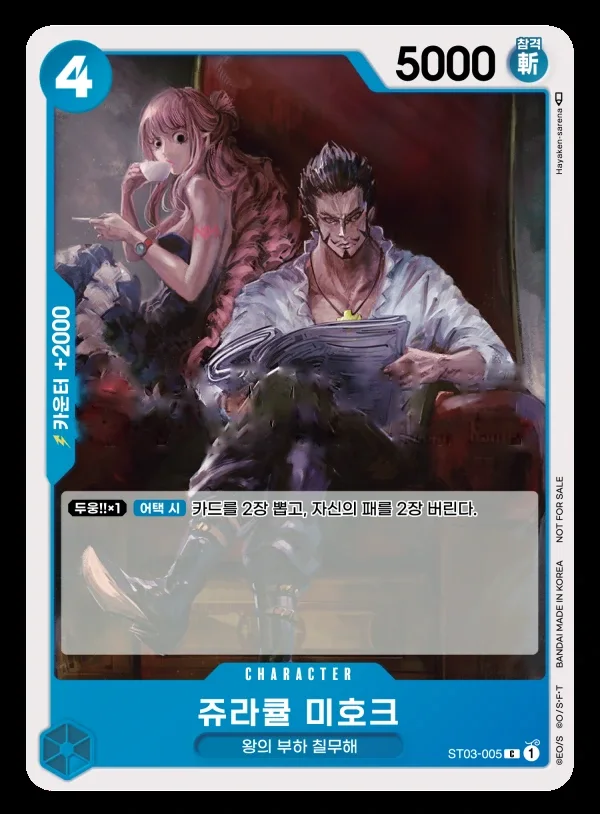 4
5000
참격
斬
Hayaken-sarena
카운터 +2000
두웅!!×1 어택 시 카드를 2장 뽑고, 자신의 패를 2장 버린다.
CHARACTER
쥬라큘 미호크
왕의 부하 칠무해
ST03-005 C 1
©EO/S ©O/S·F·T BANDAI MADE IN KOREA NOT FOR SALE